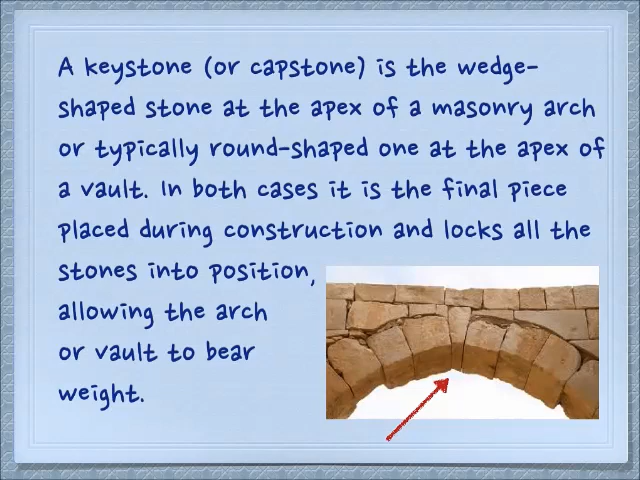 A keystone (or capstone) is the wedge-
shaped stone at the apex of a masonry arch
or typically round-shaped one at the apex of
a vault. In both cases it is the final piece
placed during construction and locks all the
stones into position,
allowing the arch
or vault to bear
weight.